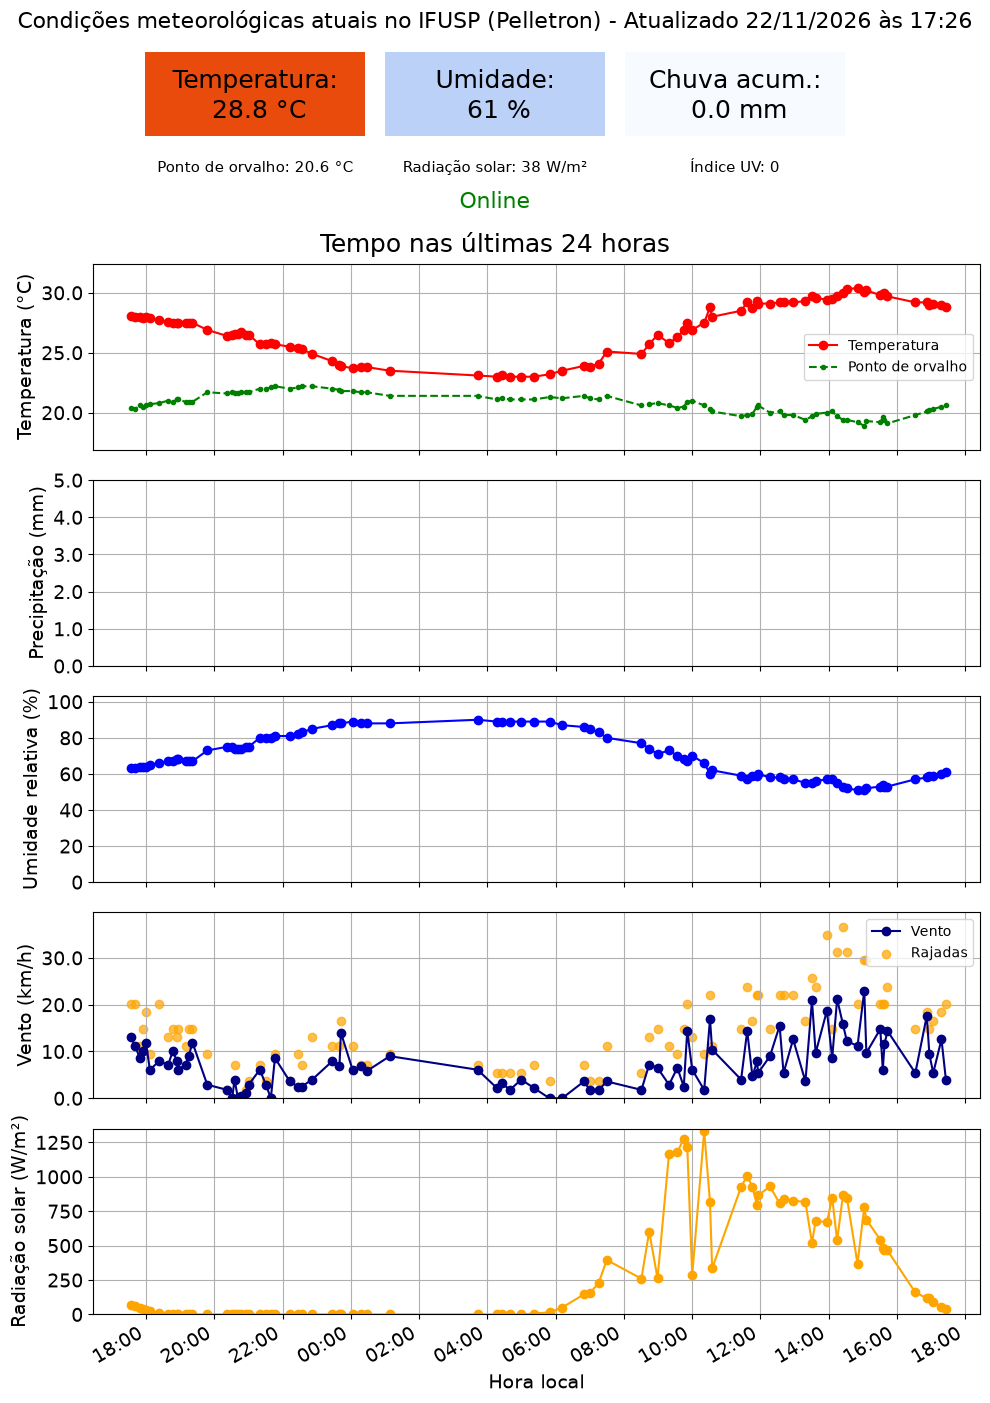 Condições meteorológicas atuais no IFUSP (Pelletron) - Atualizado 22/11/2026 às 17:26
Temperatura:
28.8 °C
Umidade:
61 %
Chuva acum.:
0.0 mm
Ponto de orvalho: 20.6 °C
Radiação solar: 38 W/m²
Índice UV: 0
Online
Tempo nas últimas 24 horas
Temperatura (°C)
30.0
25.0
20.0
Temperatura
Ponto de orvalho
Precipitação (mm)
5.0
4.0
3.0
2.0
1.0
0.0
Umidade relativa (%)
100
80
60
40
20
0
Vento (km/h)
30.0
20.0
10.0
0.0
Vento
Rajadas
Radiação solar (W/m²)
1250
1000
750
500
250
0
18:00
20:00
22:00
00:00
02:00
04:00
06:00
08:00
10:00
12:00
14:00
16:00
18:00
Hora local